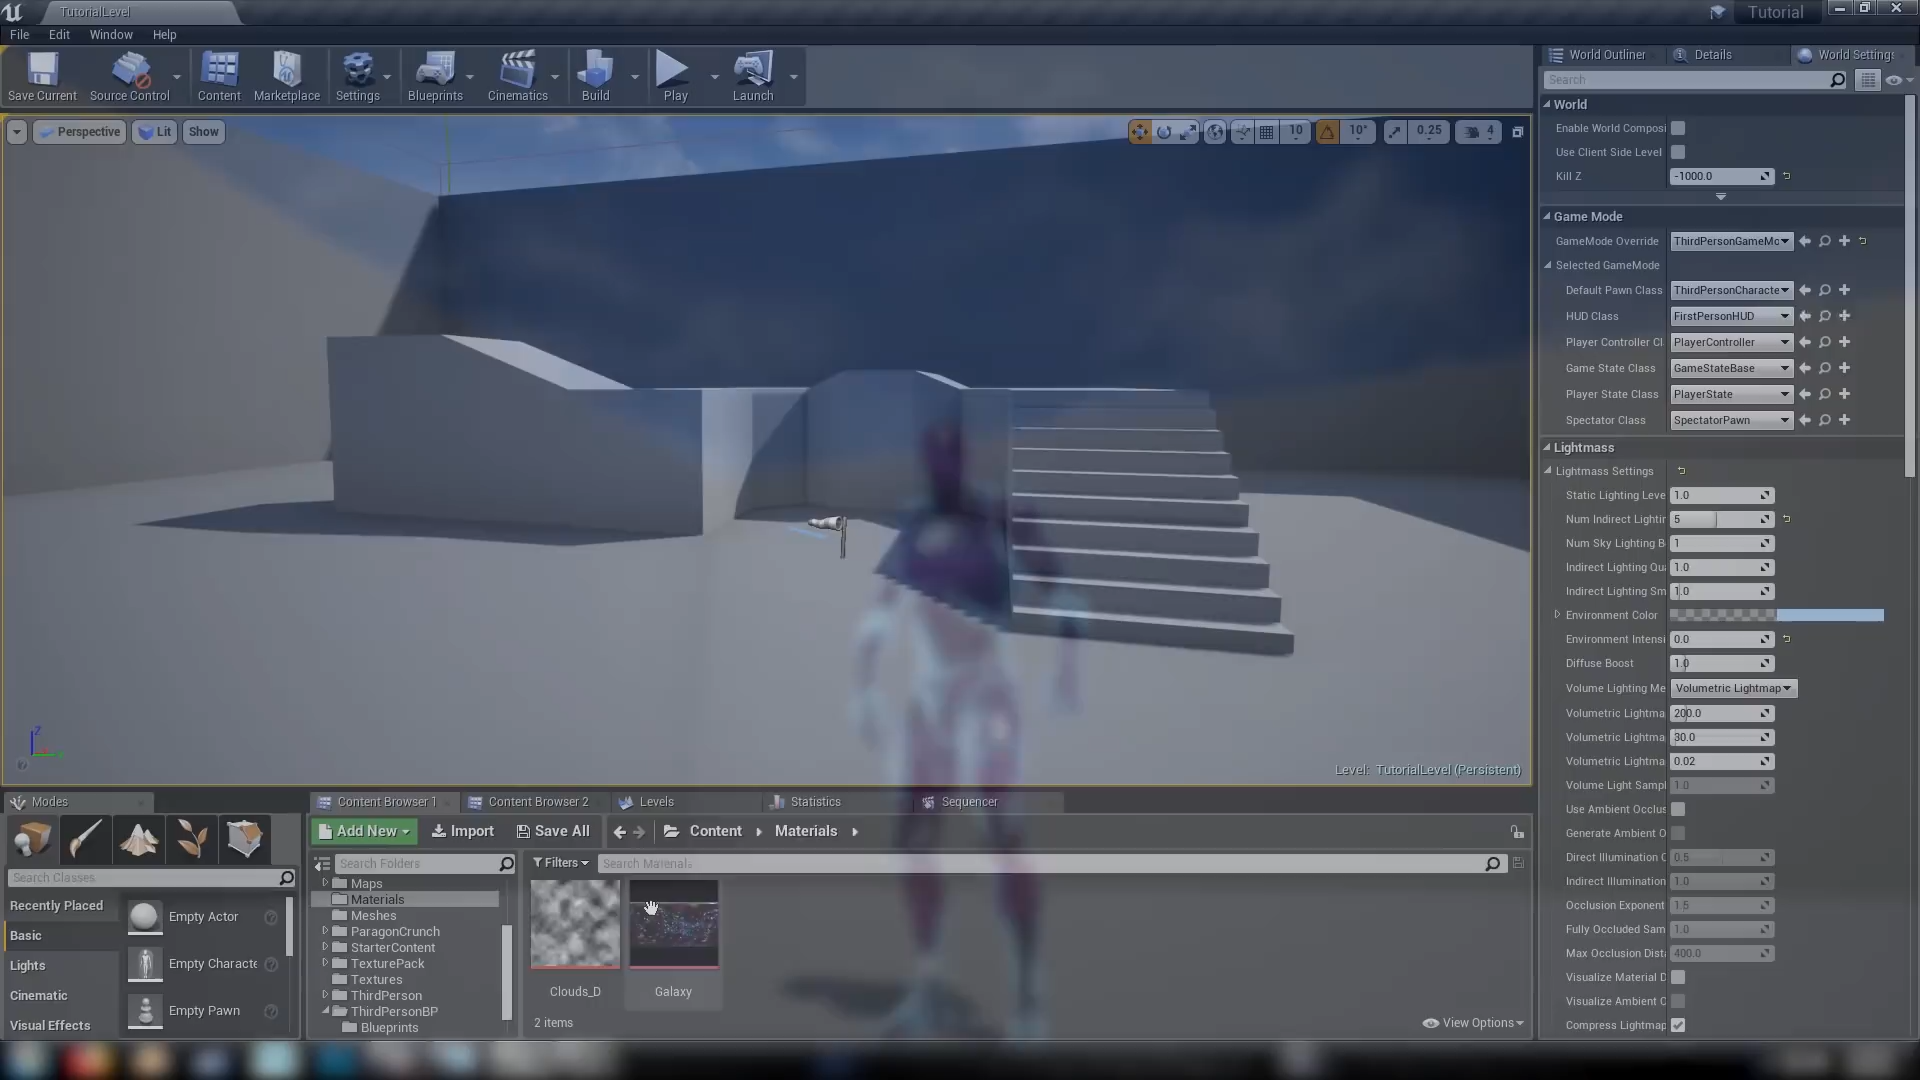 TutorialLevel
Tutorial
File Edit Window Help
Save Current Source Control Content Marketplace Settings Blueprints Cinematics Build Play Launch
Perspective Lit Show
10 10° 0.25 4
Level: TutorialLevel (Persistent)
World Outliner Details World Settings
Search
World
Enable World Composi
Use Client Side Level
Kill Z -1000.0
Game Mode
GameMode Override ThirdPersonGameMo
Selected GameMode
Default Pawn Class ThirdPersonCharacte
HUD Class FirstPersonHUD
Player Controller Cl PlayerController
Game State Class GameStateBase
Player State Class PlayerState
Spectator Class SpectatorPawn
Lightmass
Lightmass Settings
Static Lighting Leve 1.0
Num Indirect Lightin 5
Num Sky Lighting B 1
Indirect Lighting Qua 1.0
Indirect Lighting Sm 1.0
Environment Color
Environment Intensi 0.0
Diffuse Boost 1.0
Volume Lighting Me Volumetric Lightmap
Volumetric Lightma 200.0
Volumetric Lightma 30.0
Volumetric Lightma 0.02
Volume Light Sampl 1.0
Use Ambient Occlus
Generate Ambient O
Direct Illumination O 0.5
Indirect Illumination 1.0
Occlusion Exponent 1.5
Fully Occluded Sam 1.0
Max Occlusion Dista 400.0
Visualize Material D
Visualize Ambient O
Compress Lightmap
Modes
Search Classes
Recently Placed
Basic
Lights
Cinematic
Visual Effects
Empty Actor
Empty Characte
Empty Pawn
Content Browser 1 Content Browser 2 Levels Statistics Sequencer
Add New Import Save All Content Materials
Search Folders
Filters Search Materials
Maps
Materials
Meshes
ParagonCrunch
StarterContent
TexturePack
Textures
ThirdPerson
ThirdPersonBP
Blueprints
Clouds_D Galaxy
2 items
View Options